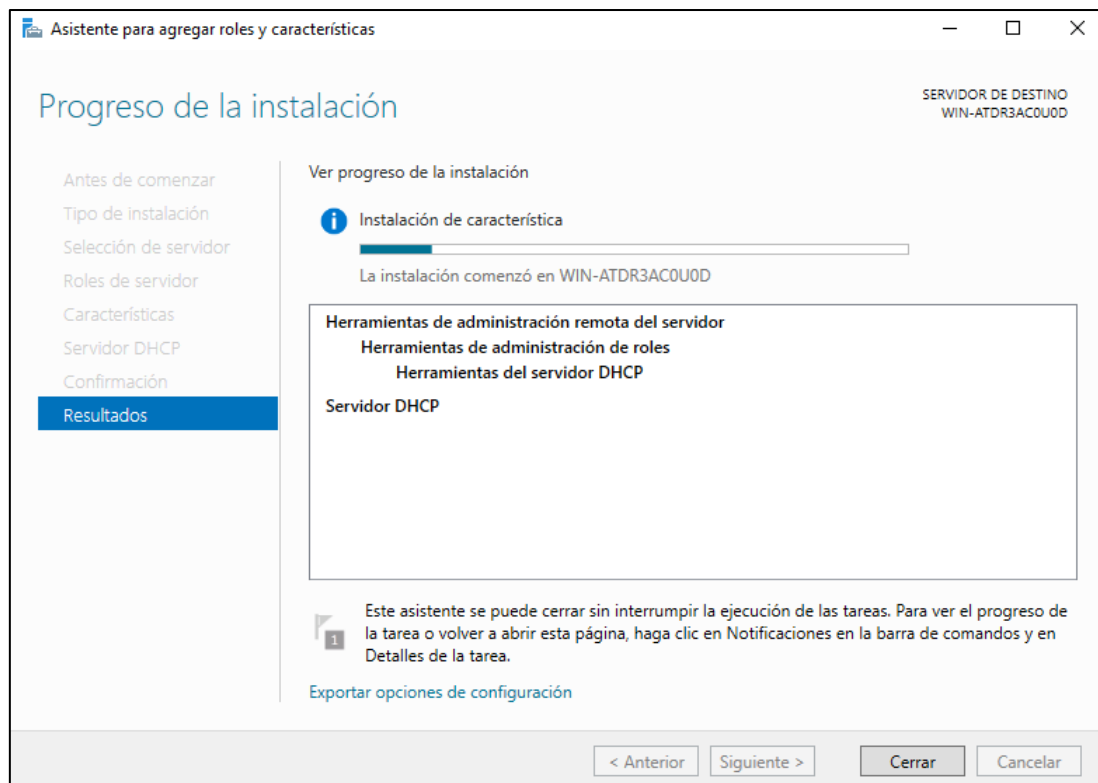 Asistente para agregar roles y características
Progreso de la instalación
SERVIDOR DE DESTINO
WIN-ATDR3AC0U0D
Antes de comenzar
Tipo de instalación
Selección de servidor
Roles de servidor
Características
Servidor DHCP
Confirmación
Resultados
Ver progreso de la instalación
Instalación de característica
La instalación comenzó en WIN-ATDR3AC0U0D
Herramientas de administración remota del servidor
Herramientas de administración de roles
Herramientas del servidor DHCP
Servidor DHCP
1
Este asistente se puede cerrar sin interrumpir la ejecución de las tareas. Para ver el progreso de
la tarea o volver a abrir esta página, haga clic en Notificaciones en la barra de comandos y en
Detalles de la tarea.
Exportar opciones de configuración
< Anterior
Siguiente >
Cerrar
Cancelar